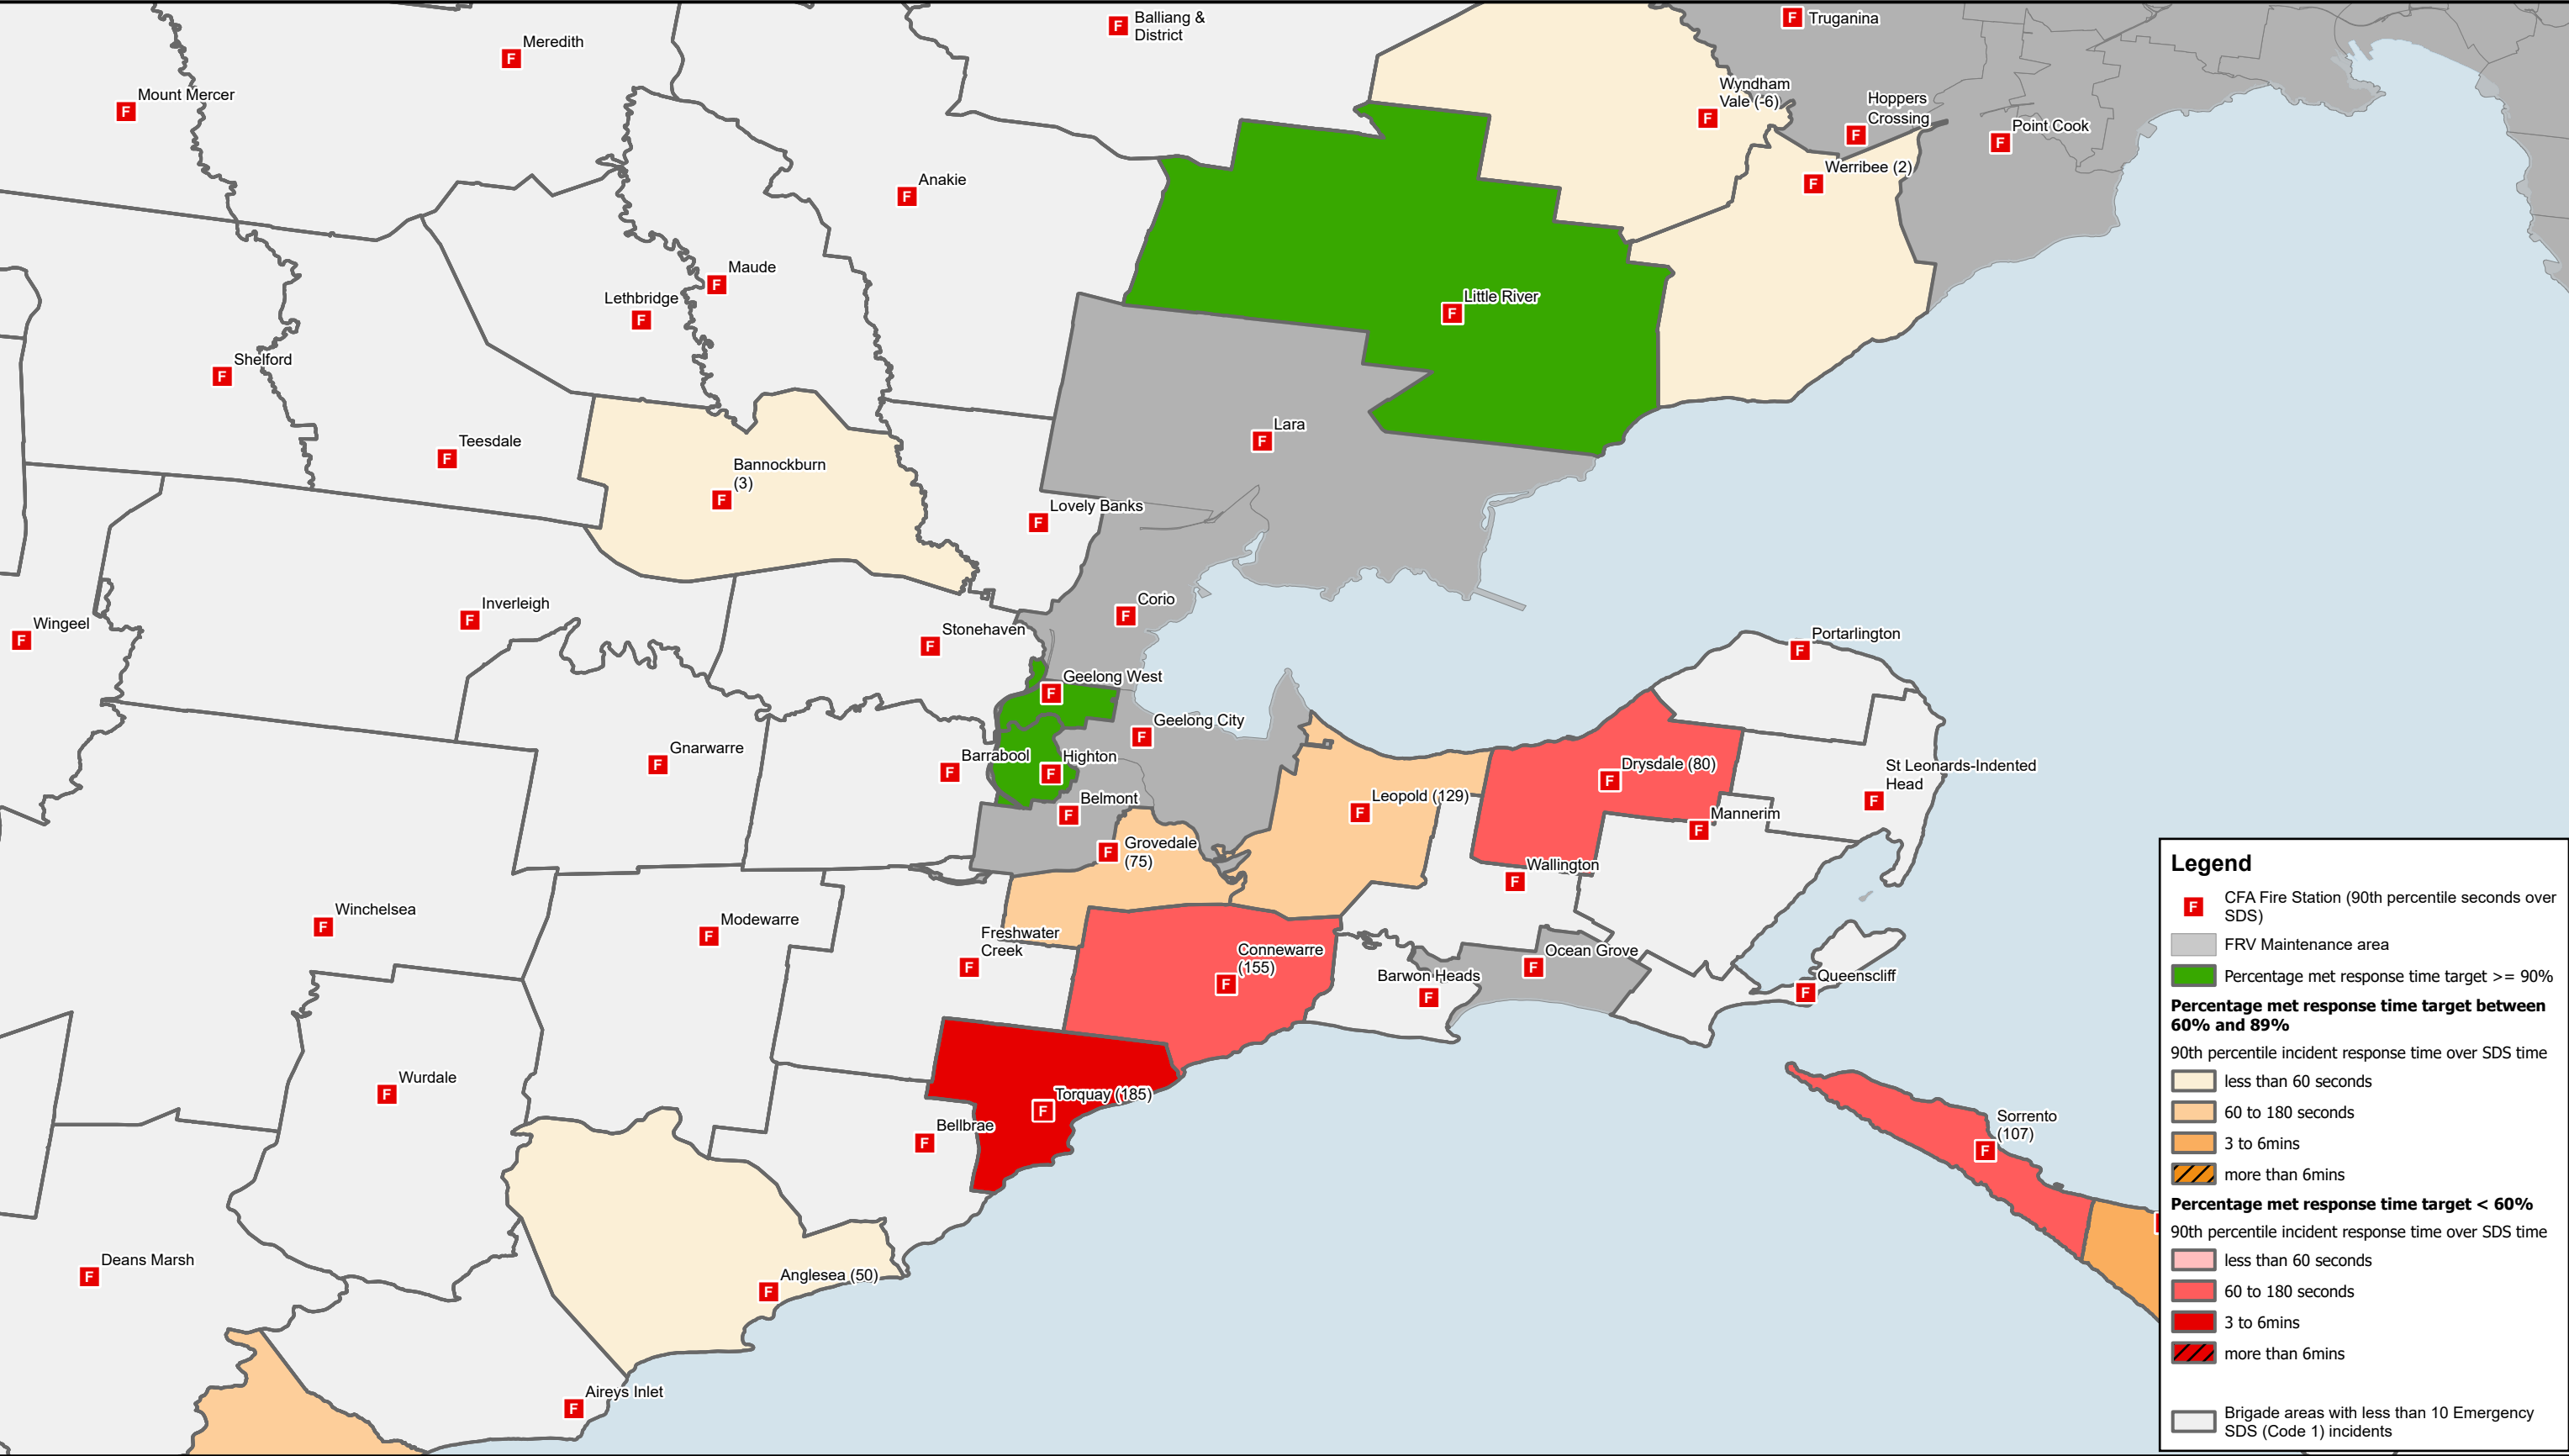 Balliang &
District
Truganina
Meredith
Mount Mercer
Wyndham
Vale (-6)
Hoppers
Crossing
Point Cook
Werribee (2)
Anakie
Maude
Lethbridge
Little River
Shelford
Teesdale
Lara
Bannockburn
(3)
Lovely Banks
Inverleigh
Corio
Wingeel
Stonehaven
Portarlington
Geelong West
Geelong City
Gnarwarre
Barrabool
Highton
Drysdale (80)
St Leonards-Indented
Head
Leopold (129)
Belmont
Mannerim
Grovedale
(75)
Wallington
Winchelsea
Modewarre
Freshwater
Creek
Connewarre
(155)
Ocean Grove
Barwon Heads
Queenscliff
Wurdale
Torquay (185)
Bellbrae
Sorrento
(107)
Deans Marsh
Anglesea (50)
Aireys Inlet
Legend
CFA Fire Station (90th percentile seconds over
SDS)
FRV Maintenance area
Percentage met response time target >= 90%
Percentage met response time target between
60% and 89%
90th percentile incident response time over SDS time
less than 60 seconds
60 to 180 seconds
3 to 6mins
more than 6mins
Percentage met response time target < 60%
90th percentile incident response time over SDS time
less than 60 seconds
60 to 180 seconds
3 to 6mins
more than 6mins
Brigade areas with less than 10 Emergency
SDS (Code 1) incidents